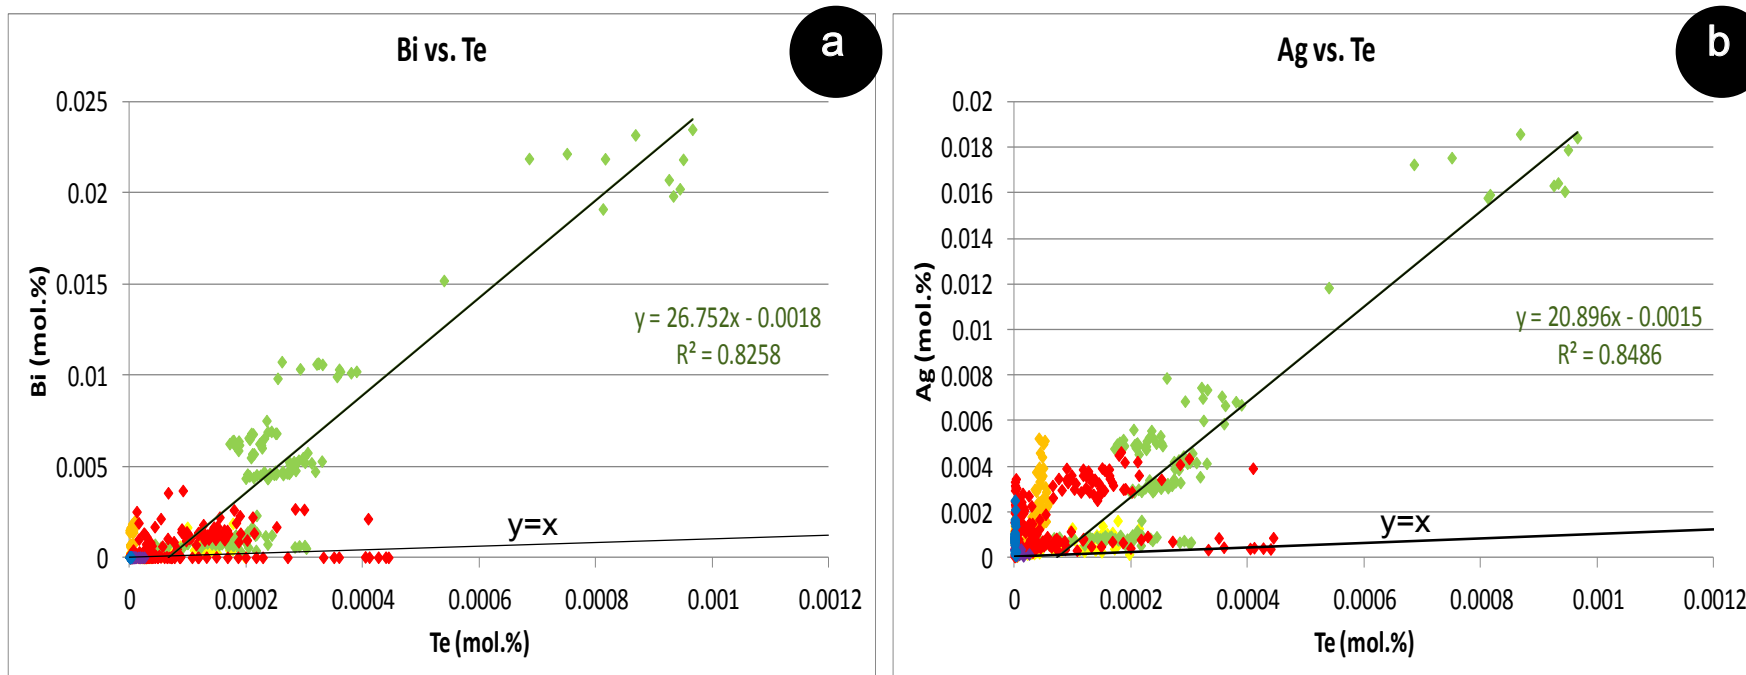 Bi vs. Te
a
0.025
0.02
0.015
0.01
0.005
0
Bi (mol.%)
y = 26.752x - 0.0018
R² = 0.8258
y=x
0 0.0002 0.0004 0.0006 0.0008 0.001 0.0012
Te (mol.%)
Ag vs. Te
b
0.02
0.018
0.016
0.014
0.012
0.01
0.008
0.006
0.004
0.002
0
Ag (mol.%)
y = 20.896x - 0.0015
R² = 0.8486
y=x
0 0.0002 0.0004 0.0006 0.0008 0.001 0.0012
Te (mol.%)